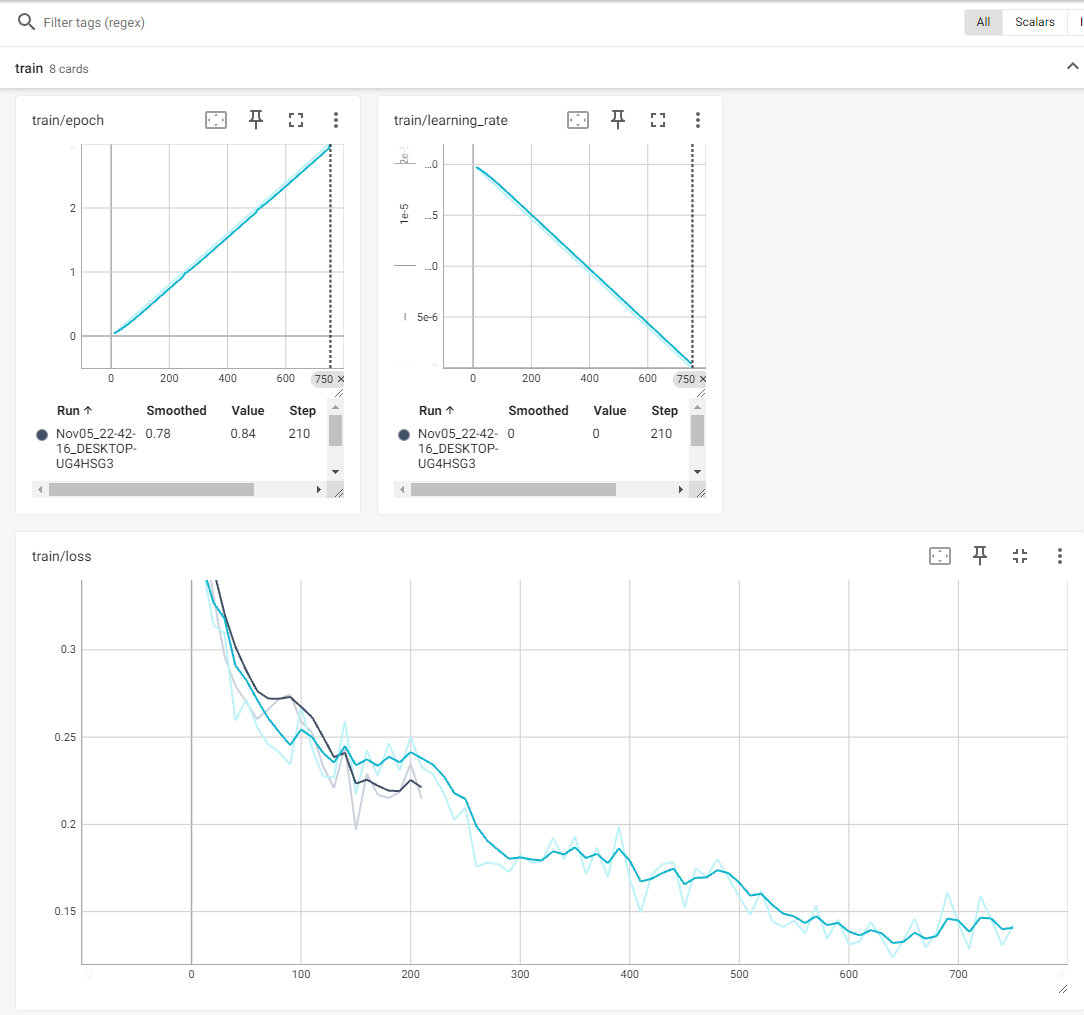 Filter tags (regex)
All
Scalars
train 8 cards
train/epoch
2
1
0
0 200 400 600 750 ×
Run ↑ Smoothed Value Step
Nov05_22-42-16_DESKTOP-UG4HSG3 0.78 0.84 210
train/learning_rate
2e-5
1e-5
...0
...5
...0
5e-6
0 200 400 600 750 ×
Run ↑ Smoothed Value Step
Nov05_22-42-16_DESKTOP-UG4HSG3 0 0 210
train/loss
0.3
0.25
0.2
0.15
0 100 200 300 400 500 600 700